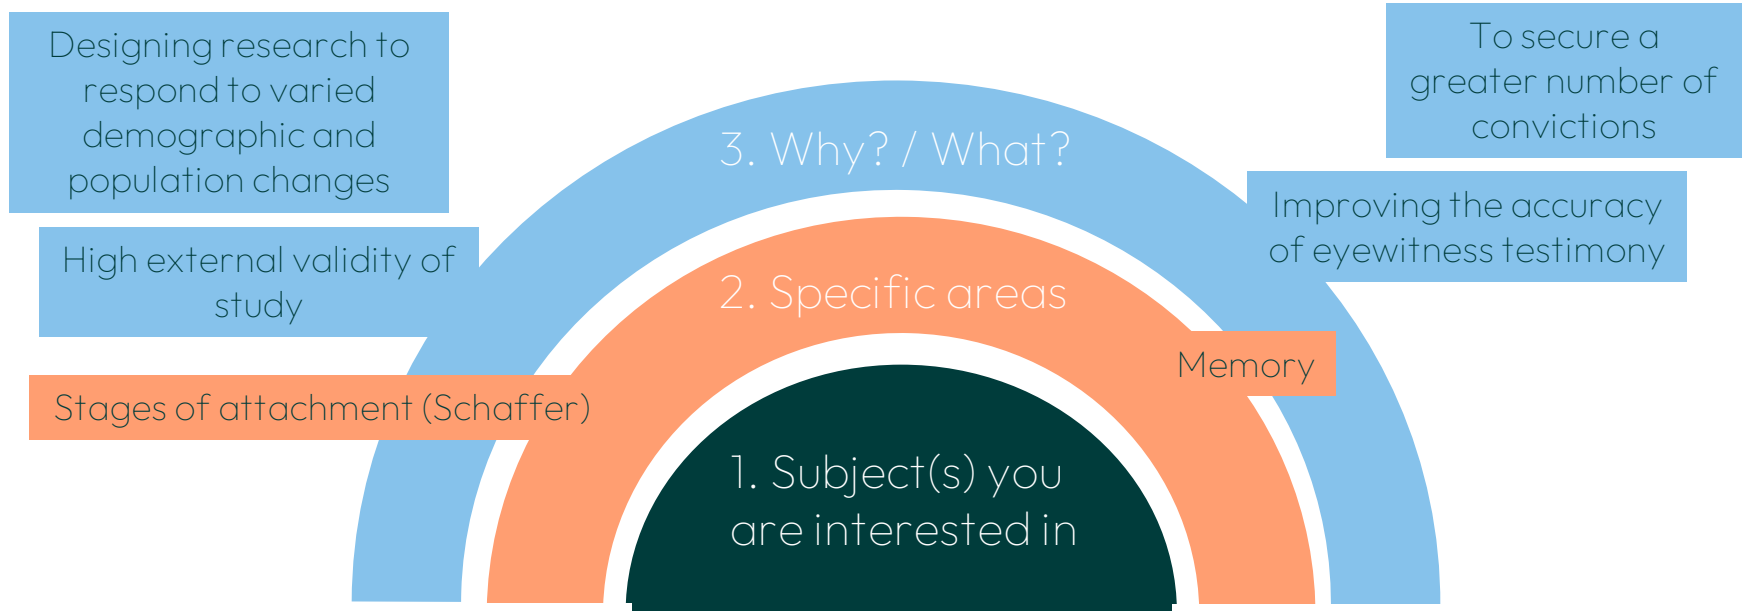 Designing research to
respond to varied
demographic and
population changes
High external validity of
study
Stages of attachment (Schaffer)
3. Why? / What?
2. Specific areas
1. Subject(s) you
are interested in
To secure a
greater number of
convictions
Improving the accuracy
of eyewitness testimony
Memory